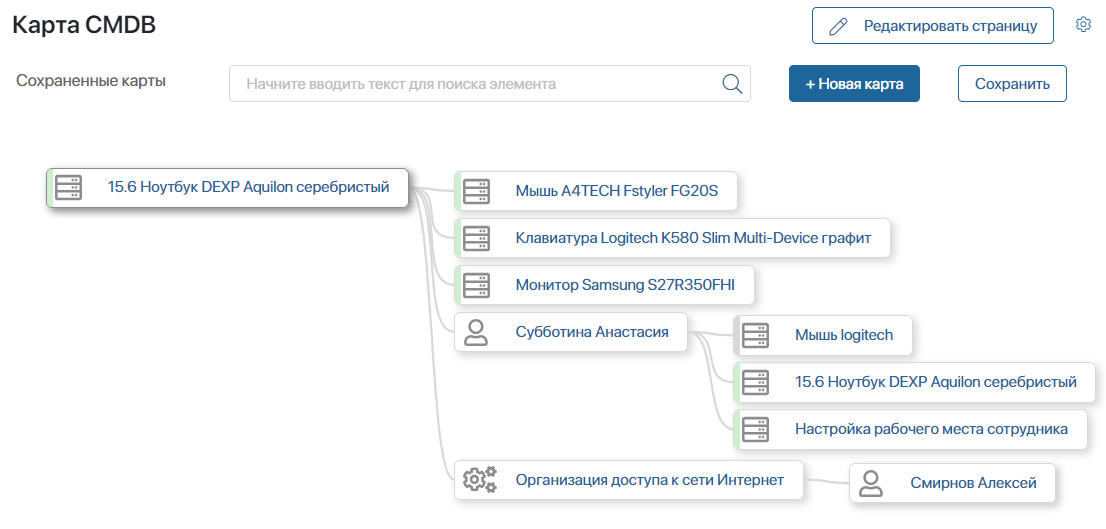 Карта CMDB
Редактировать страницу
Сохраненные карты
Начните вводить текст для поиска элемента
+ Новая карта
Сохранить
15.6 Ноутбук DEXP Aquilon серебристый
Мышь A4TECH Fstyler FG20S
Клавиатура Logitech K580 Slim Multi-Device графит
Монитор Samsung S27R350FHI
Субботина Анастасия
Мышь logitech
15.6 Ноутбук DEXP Aquilon серебристый
Настройка рабочего места сотрудника
Организация доступа к сети Интернет
Смирнов Алексей